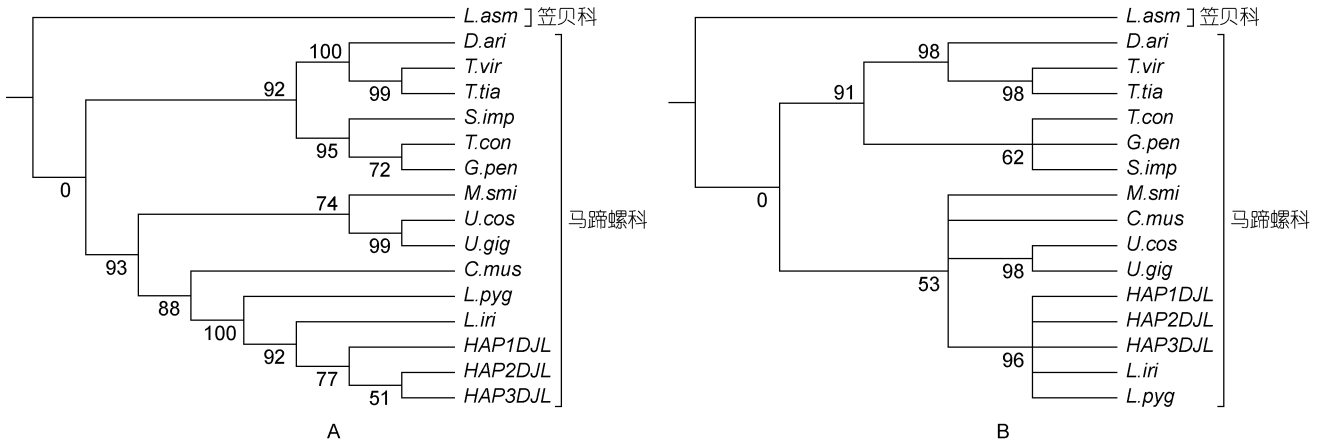 L.asm 笠贝科
D.ari
100
T.vir
99
T.tia
92
S.imp
95
T.con
72
G.pen
0
M.smi
74
U.cos
99
U.gig
马蹄螺科
93
C.mus
88
L.pyg
100
L.iri
92
HAP1DJL
77
HAP2DJL
51
HAP3DJL
A
L.asm 笠贝科
D.ari
98
T.vir
98
T.tia
91
T.con
G.pen
62
S.imp
0
M.smi
C.mus
马蹄螺科
U.cos
98
U.gig
53
HAP1DJL
HAP2DJL
HAP3DJL
96
L.iri
L.pyg
B